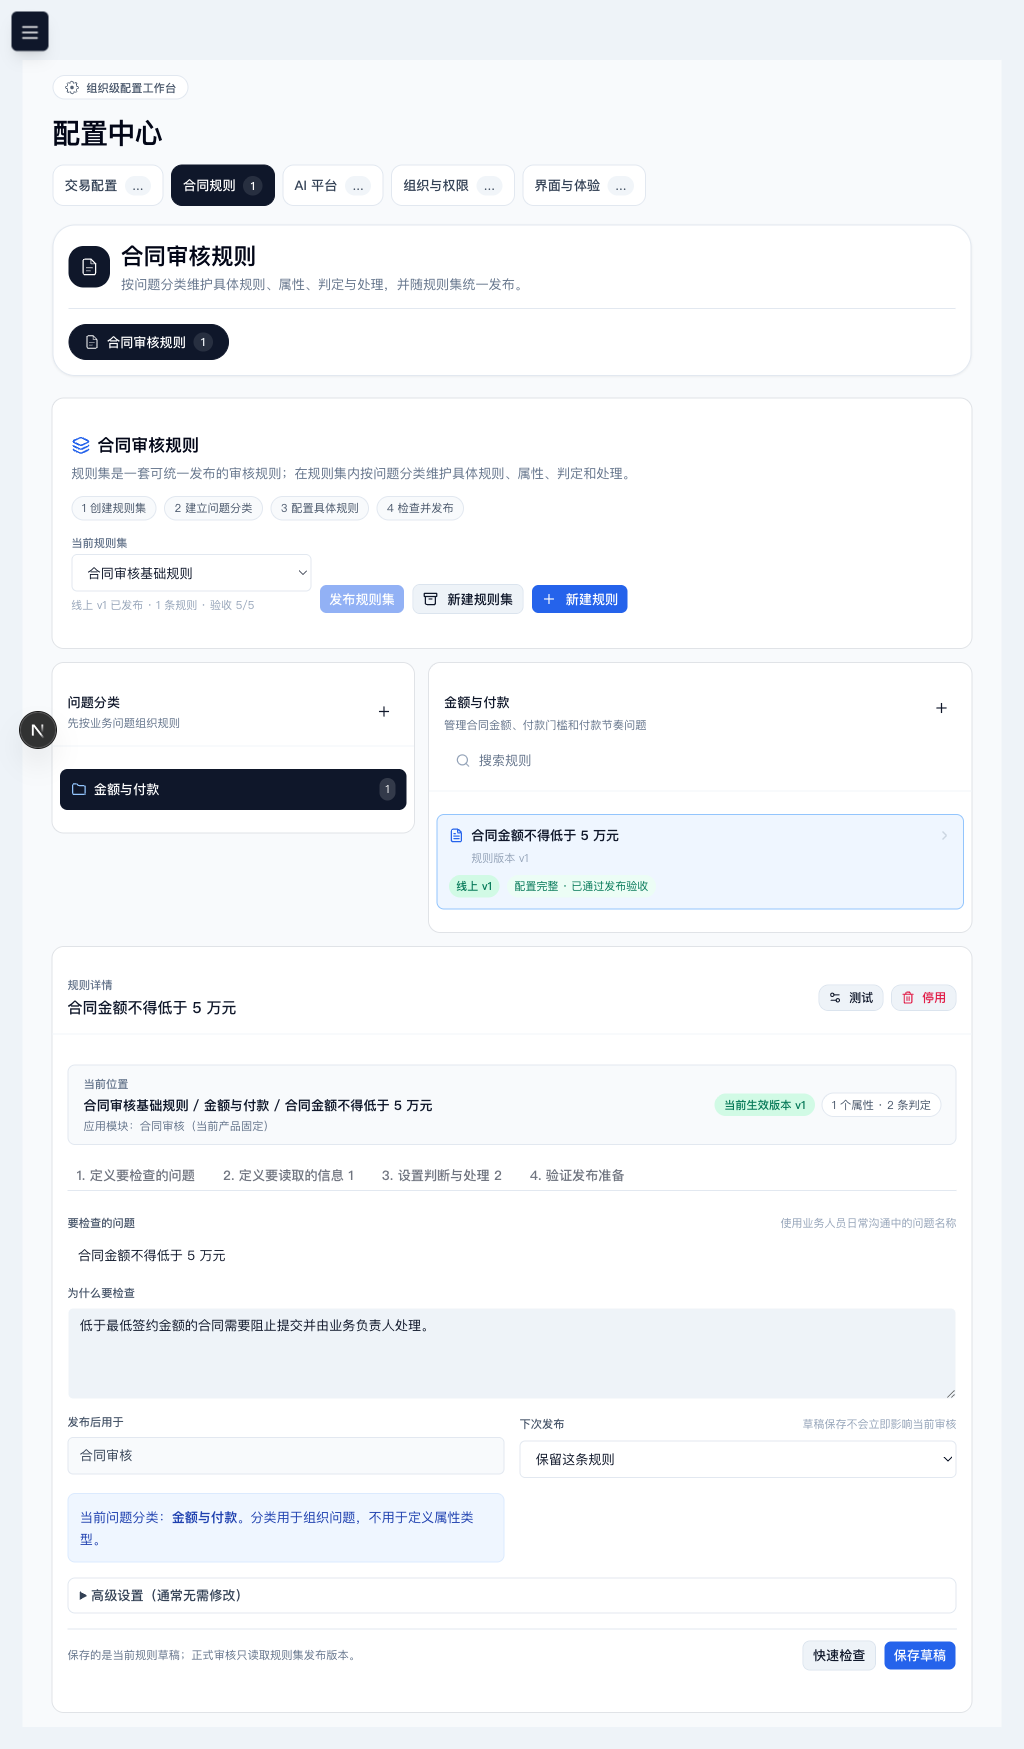 组织级配置工作台
配置中心
交易配置 ...
合同规则 1
AI 平台 ...
组织与权限 ...
界面与体验 ...
合同审核规则
按问题分类维护具体规则、属性、判定与处理，并随规则集统一发布。
合同审核规则 1
合同审核规则
规则集是一套可统一发布的审核规则；在规则集内按问题分类维护具体规则、属性、判定和处理。
1 创建规则集
2 建立问题分类
3 配置具体规则
4 检查并发布
当前规则集
合同审核基础规则
线上 v1 已发布 · 1 条规则 · 验收 5/5
发布规则集
新建规则集
新建规则
问题分类
先按业务问题组织规则
金额与付款 1
金额与付款
管理合同金额、付款门槛和付款节奏问题
搜索规则
合同金额不得低于 5 万元
规则版本 v1
线上 v1
配置完整 · 已通过发布验收
N
规则详情
合同金额不得低于 5 万元
测试
停用
当前位置
合同审核基础规则 / 金额与付款 / 合同金额不得低于 5 万元
应用模块：合同审核（当前产品固定）
当前生效版本 v1
1 个属性 · 2 条判定
1. 定义要检查的问题
2. 定义要读取的信息 1
3. 设置判断与处理 2
4. 验证发布准备
要检查的问题
使用业务人员日常沟通中的问题名称
合同金额不得低于 5 万元
为什么要检查
低于最低签约金额的合同需要阻止提交并由业务负责人处理。
发布后用于
合同审核
下次发布
草稿保存不会立即影响当前审核
保留这条规则
当前问题分类：金额与付款。分类用于组织问题，不用于定义属性类
型。
高级设置（通常无需修改）
保存的是当前规则草稿；正式审核只读取规则集发布版本。
快速检查
保存草稿